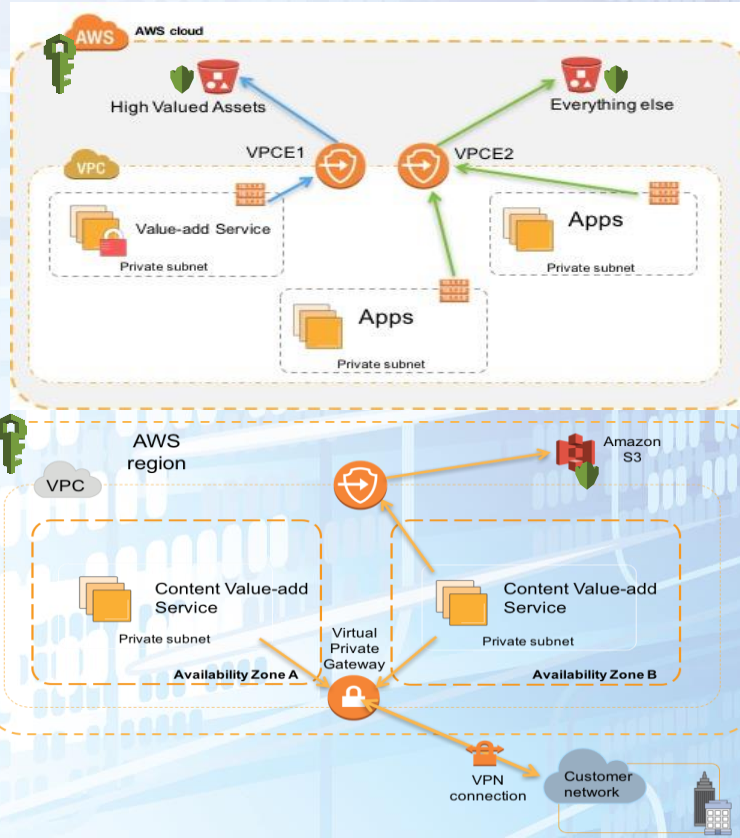 AWS
AWS cloud
High Valued Assets
Everything else
VPCE1
VPCE2
VPC
Value-add Service
Private subnet
Apps
Private subnet
Apps
Private subnet
AWS
region
Amazon
S3
VPC
Content Value-add
Service
Private subnet
Availability Zone A
Virtual
Private
Gateway
Content Value-add
Service
Private subnet
Availability Zone B
VPN
connection
Customer
network